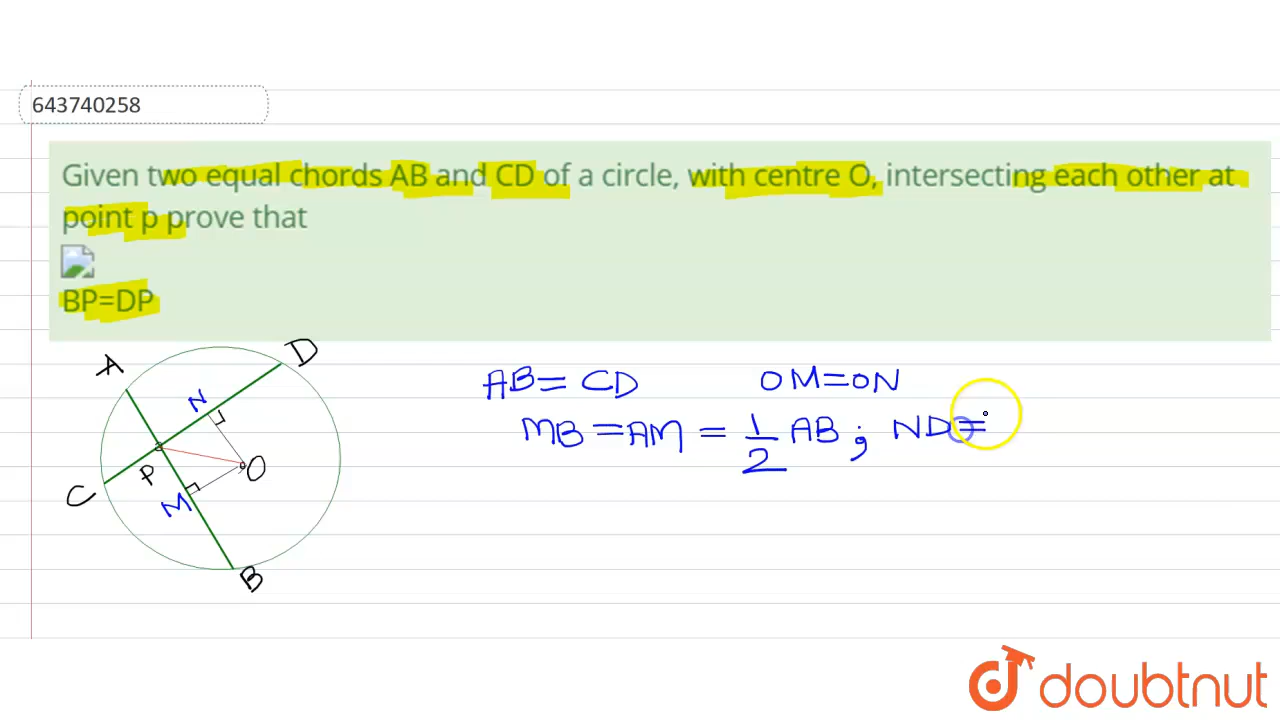 643740258
Given two equal chords AB and CD of a circle, with centre O, intersecting each other at
point p prove that
BP=DP
A
D
N
P
O
C
M
B
AB = CD OM = ON
MB = AM = 1/2 AB ; ND =
doubtnut